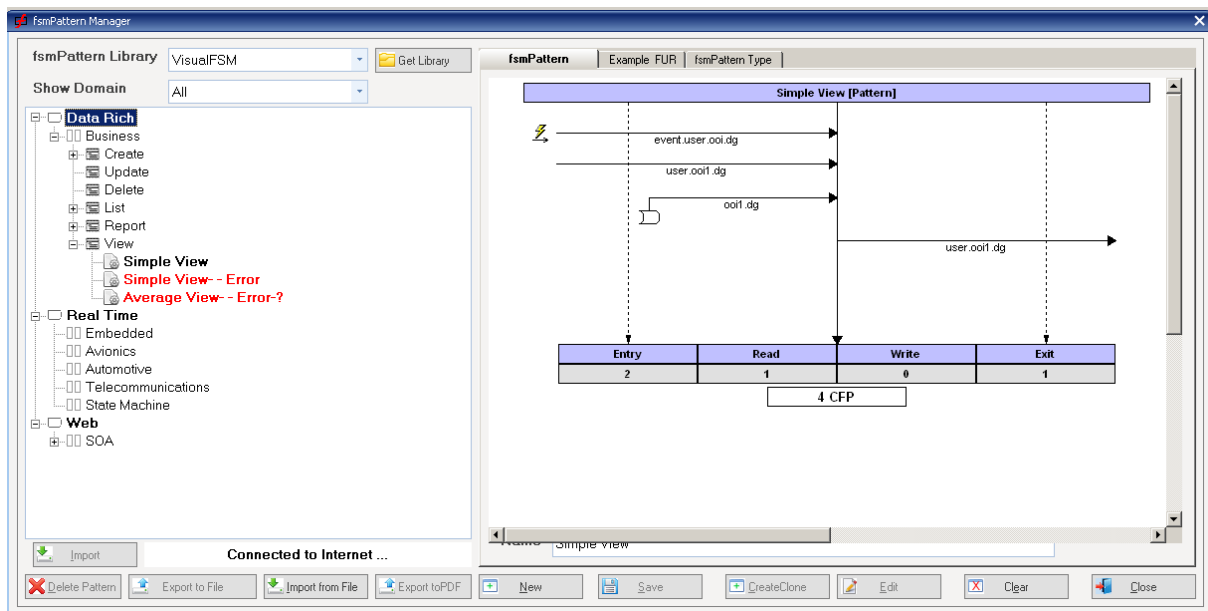 fsmPattern Manager
fsmPattern Library
VisualFSM
Get Library
Show Domain
All
Data Rich
Business
Create
Update
Delete
List
Report
View
Simple View
Simple View- - Error
Average View- - Error-?
Real Time
Embedded
Avionics
Automotive
Telecommunications
State Machine
Web
SOA
Import
Connected to Internet ...
fsmPattern
Example FUR
fsmPattern Type
Simple View [Pattern]
event.user.ooi.dg
user.ooi1.dg
ooi1.dg
user.ooi1.dg
Entry Read Write Exit
2 1 0 1
4 CFP
Name Simple View
Delete Pattern Export to File Import from File Export toPDF New Save CreateClone Edit Clear Close